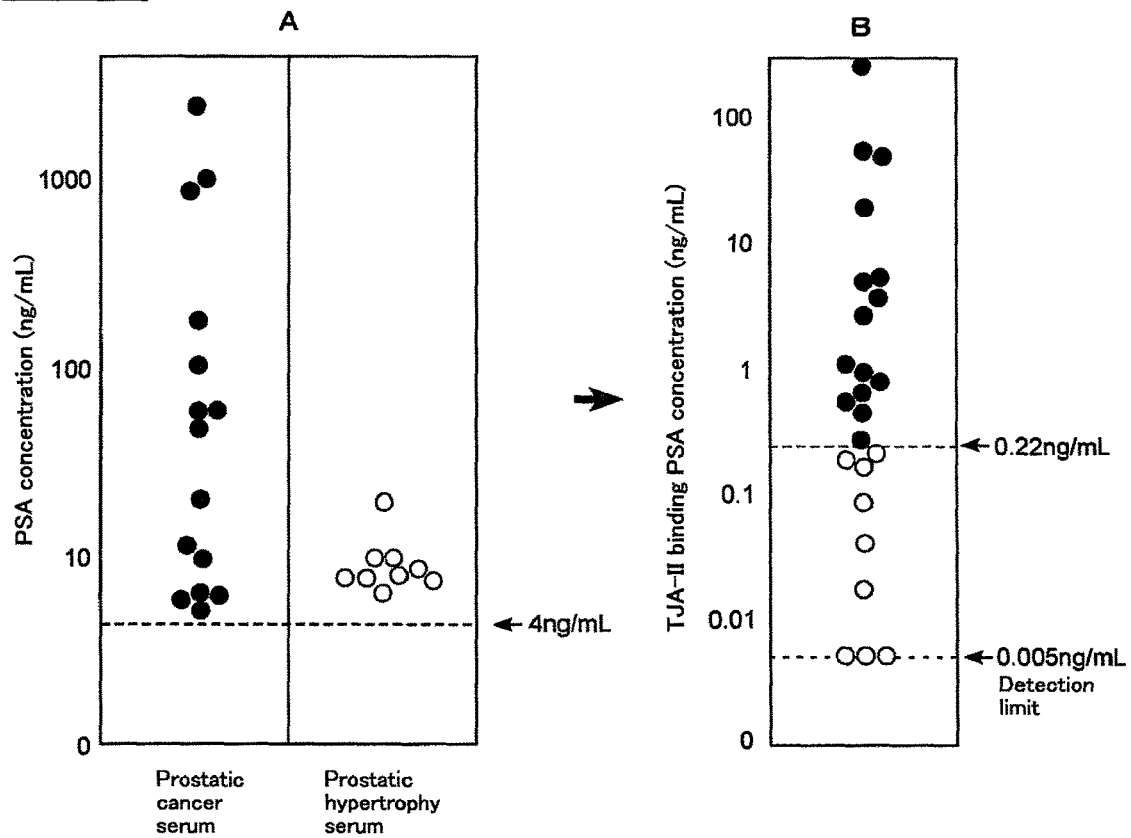 A
PSA concentration (ng/mL)
1000
100
10
0
4ng/mL
Prostatic
cancer
serum
Prostatic
hypertrophy
serum
B
TJA-II binding PSA concentration (ng/mL)
100
10
1
0.1
0.01
0
0.22ng/mL
0.005ng/mL
Detection
limit